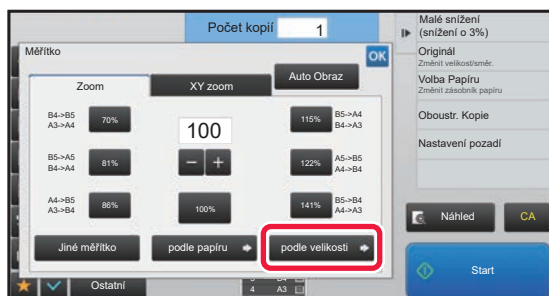 Počet kopií 1
Malé snížení
(snížení o 3%)
Měřítko
OK
Originál
Změnit velikost/směr.
Zoom
XY zoom
Auto Obraz
Volba Papíru
Změnit zásobník papíru
B4->B5
A3->A4
70%
100
115%
B5->A4
B4->A3
Oboustr. Kopie
Nastavení pozadí
B5->A5
B4->A4
81%
122%
A5->B5
A4->B4
A4->B5
A3->B4
86%
100%
141%
B5->B4
A4->A3
Náhled
CA
Jiné měřítko
podle papíru
podle velikosti
Start
Ostatní
4 A3